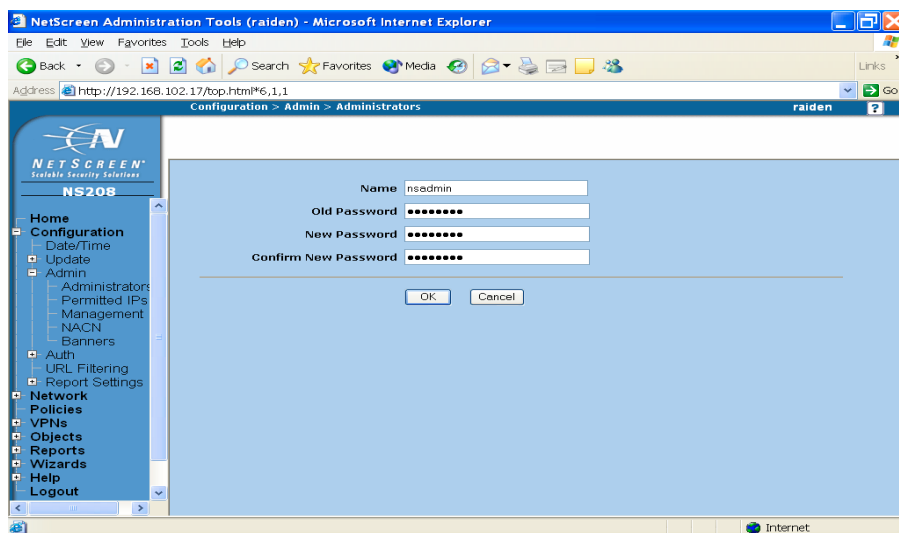 NetScreen Administration Tools (raiden) - Microsoft Internet Explorer
File Edit View Favorites Tools Help
Back Search Favorites Media Links
Address http://192.168.102.17/top.html*6,1,1 Go
Configuration > Admin > Administrators raiden ?
N
NETSCREEN
Scalable Security Solutions
NS208
Home
Configuration
Date/Time
Update
Admin
Administrators
Permitted IPs
Management
NACN
Banners
Auth
URL Filtering
Report Settings
Network
Policies
VPNs
Objects
Reports
Wizards
Help
Logout
Name nsadmin
Old Password ●●●●●●●●
New Password ●●●●●●●●
Confirm New Password ●●●●●●●●
OK Cancel
Internet